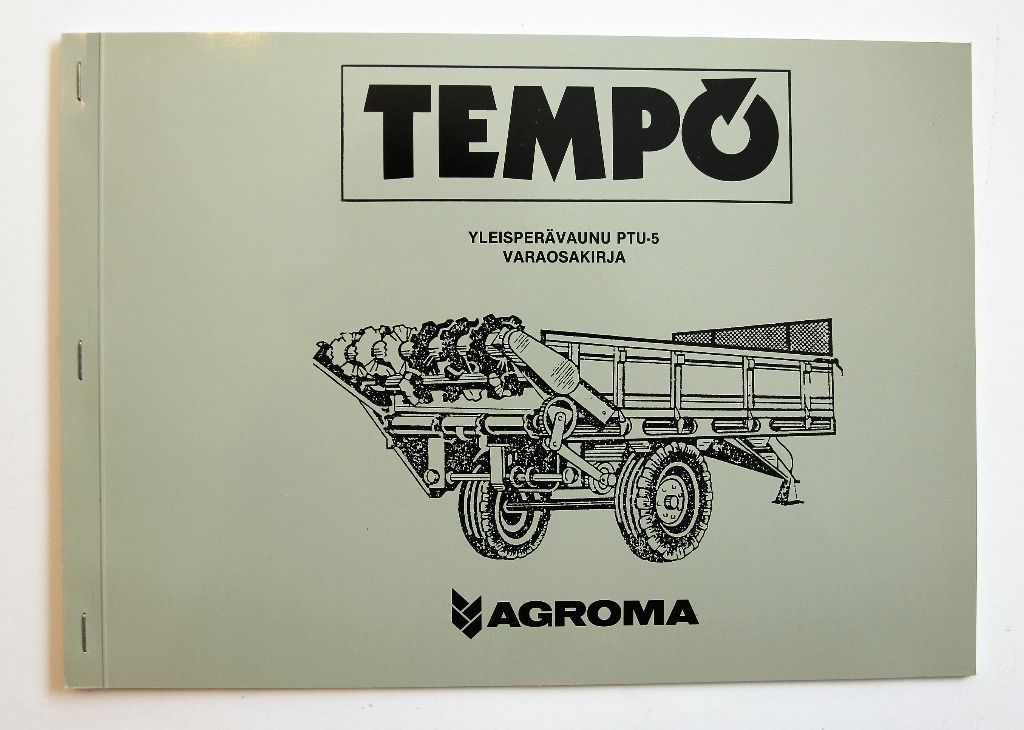 TEMPO
YLEISPERÄVAUNU PTU-5
VARAOSAKIRJA
AGROMA